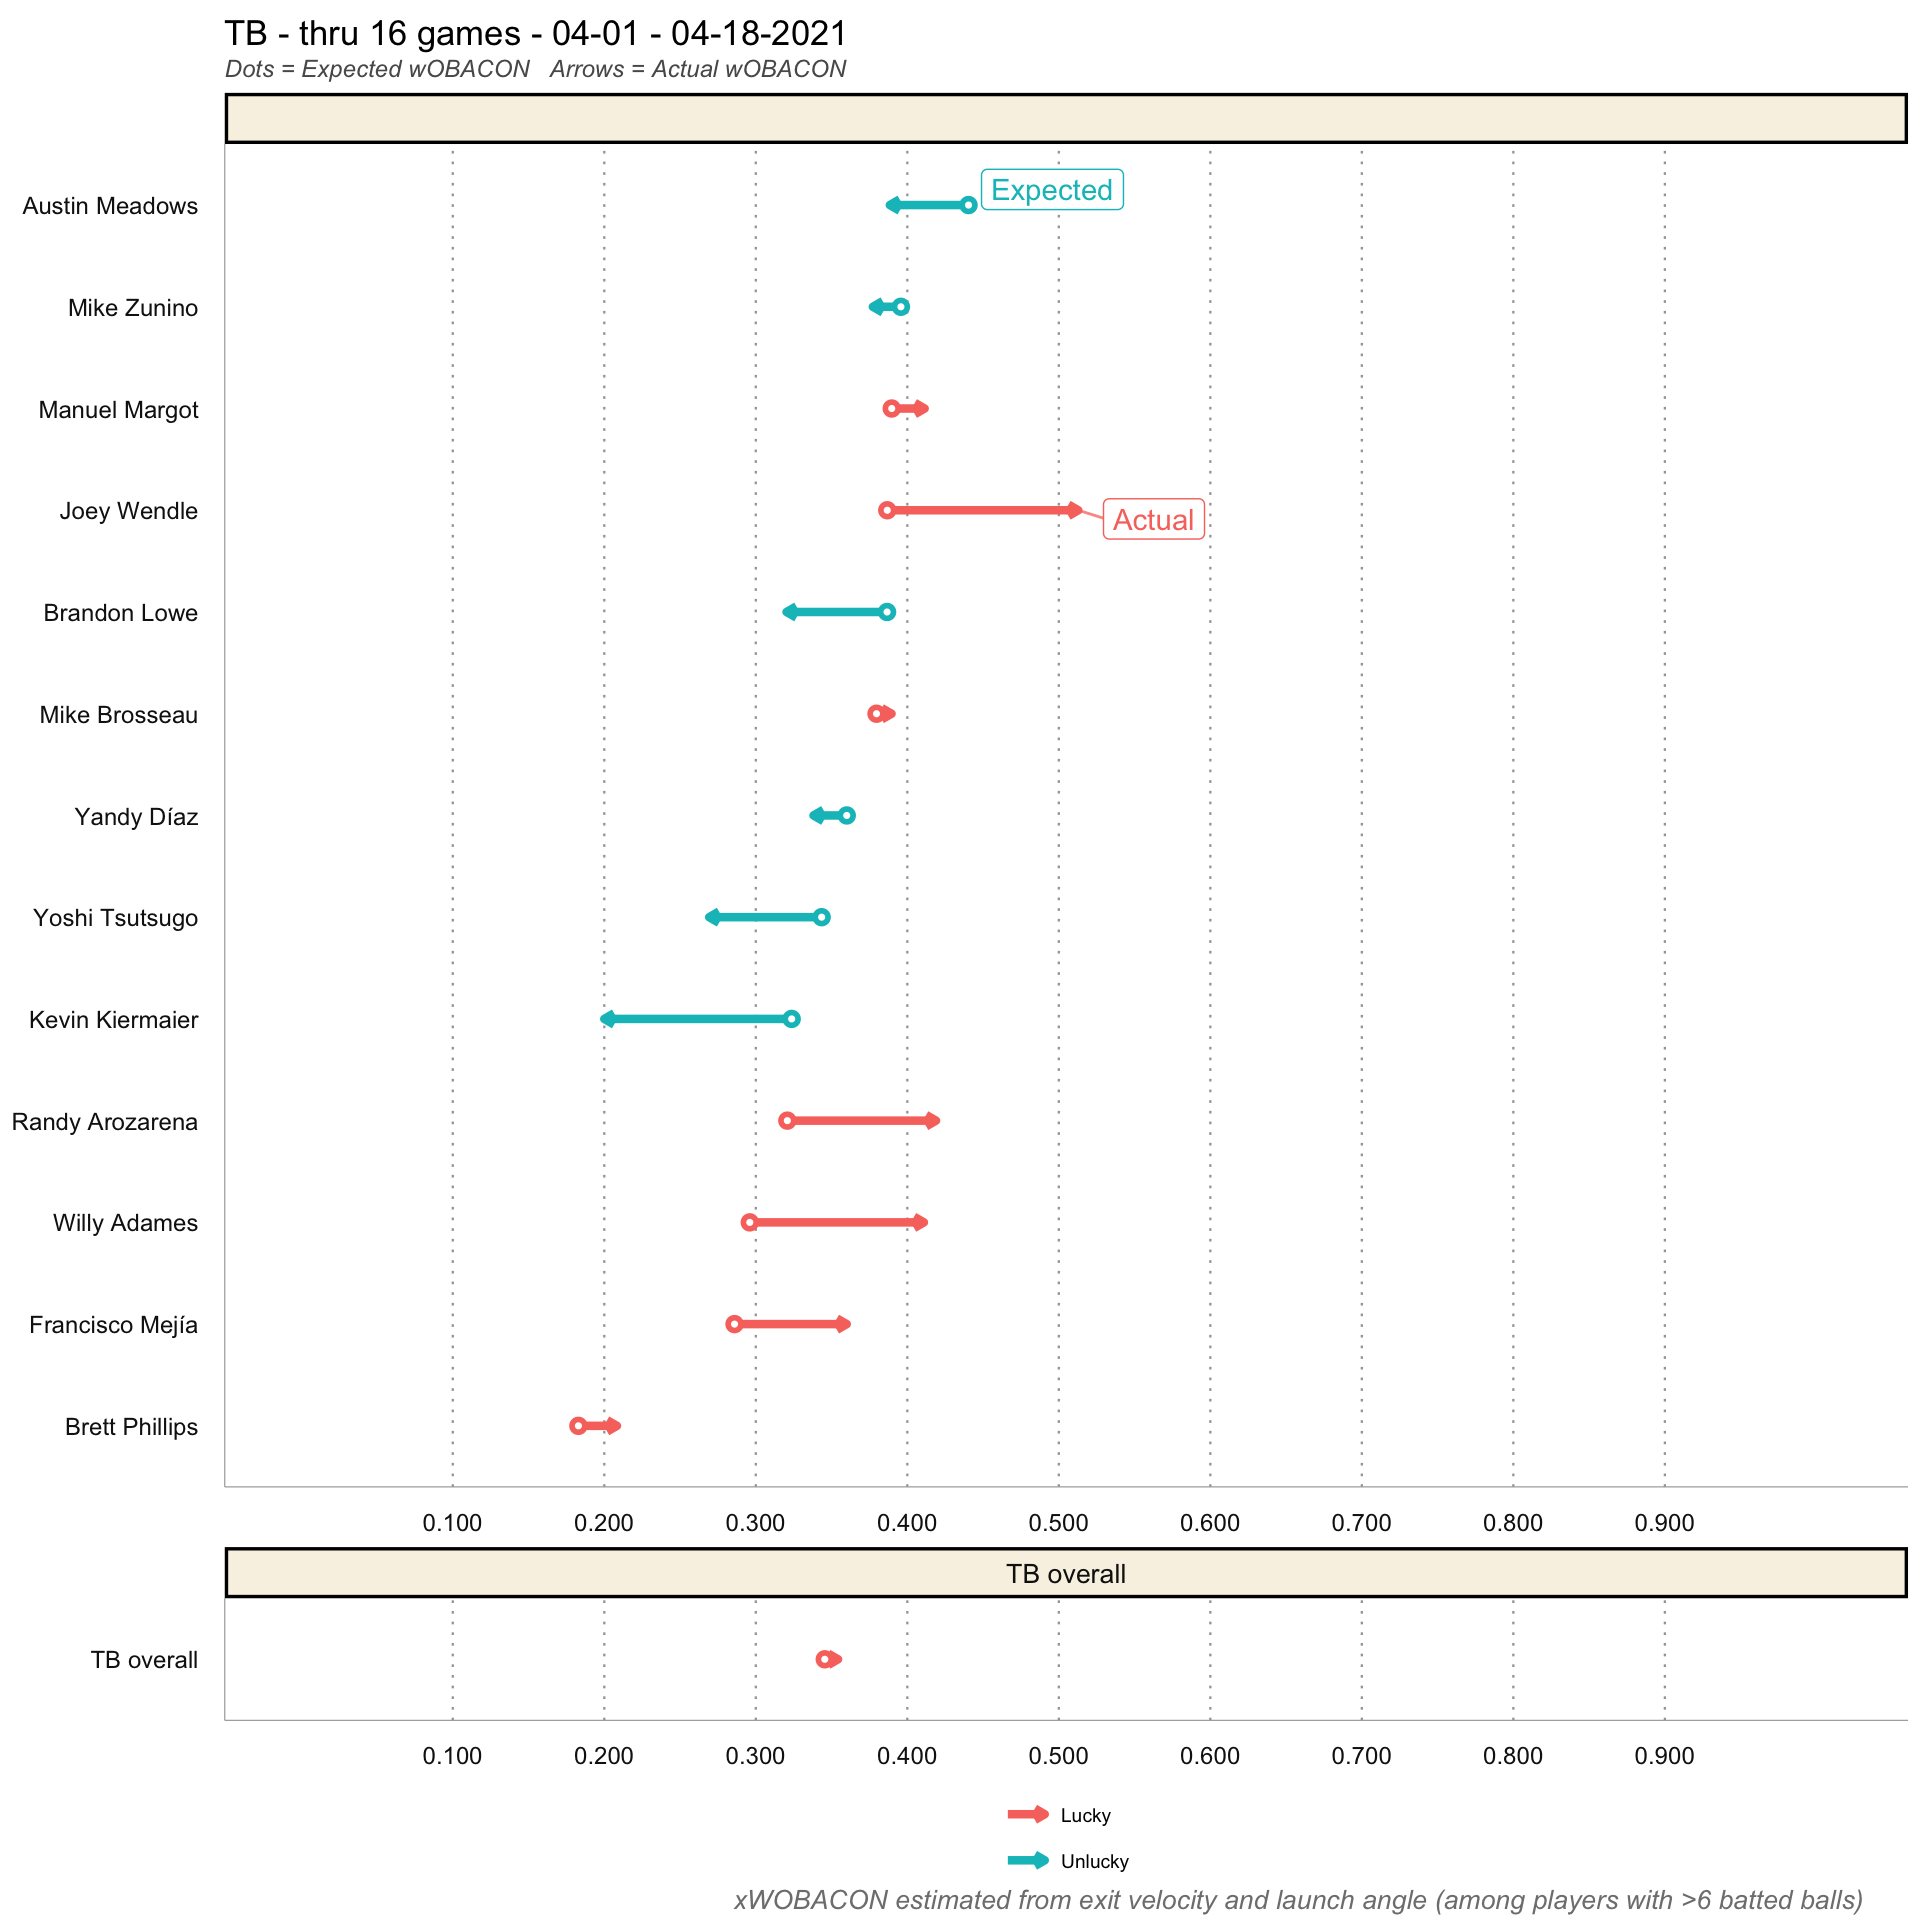 TB - thru 16 games - 04-01 - 04-18-2021
Dots = Expected wOBACON   Arrows = Actual wOBACON
Austin Meadows
Expected
Mike Zunino
Manuel Margot
Joey Wendle
Actual
Brandon Lowe
Mike Brosseau
Yandy Díaz
Yoshi Tsutsugo
Kevin Kiermaier
Randy Arozarena
Willy Adames
Francisco Mejía
Brett Phillips
0.100 0.200 0.300 0.400 0.500 0.600 0.700 0.800 0.900
TB overall
TB overall
0.100 0.200 0.300 0.400 0.500 0.600 0.700 0.800 0.900
Lucky
Unlucky
xWOBACON estimated from exit velocity and launch angle (among players with >6 batted balls)